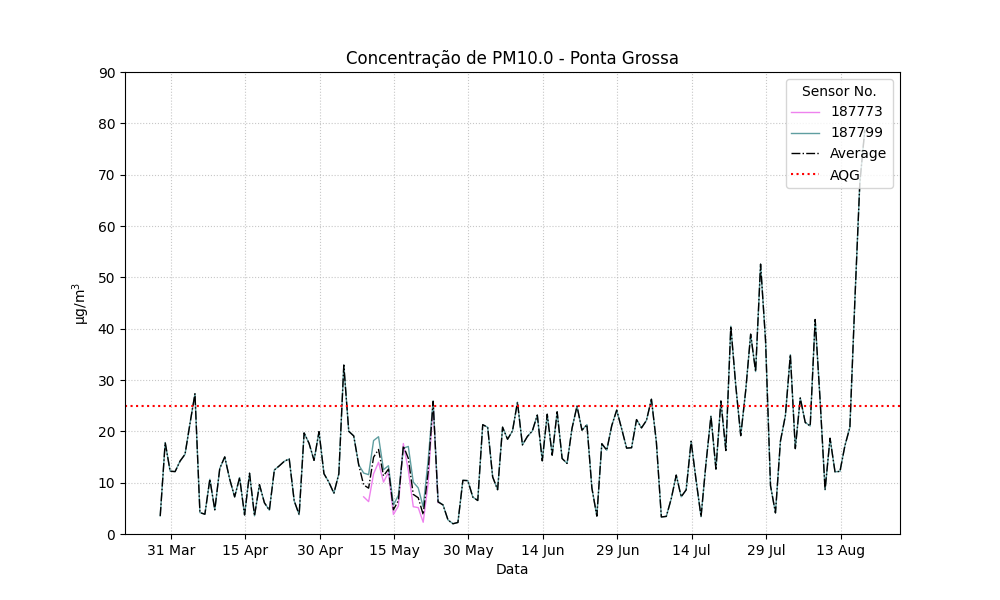 Concentração de PM10.0 - Ponta Grossa
90
80
70
60
50
40
30
20
10
0
µg/m³
Sensor No.
187773
187799
Average
AQG
31 Mar
15 Apr
30 Apr
15 May
30 May
14 Jun
29 Jun
14 Jul
29 Jul
13 Aug
Data